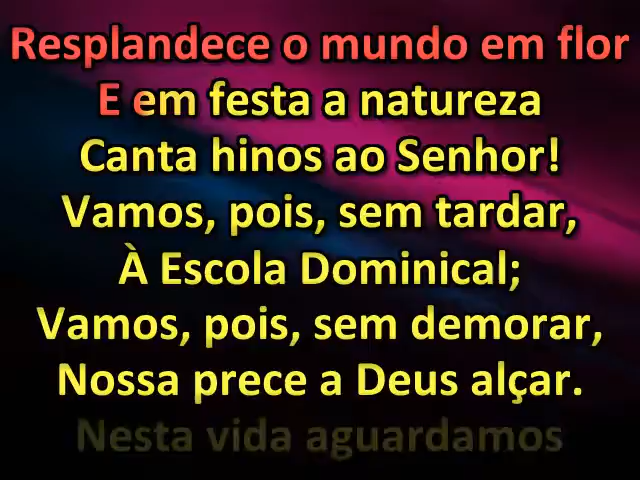 Resplandece o mundo em flor
E em festa a natureza
Canta hinos ao Senhor!
Vamos, pois, sem tardar,
À Escola Dominical;
Vamos, pois, sem demorar,
Nossa prece a Deus alçar.
Nesta vida aguardamos